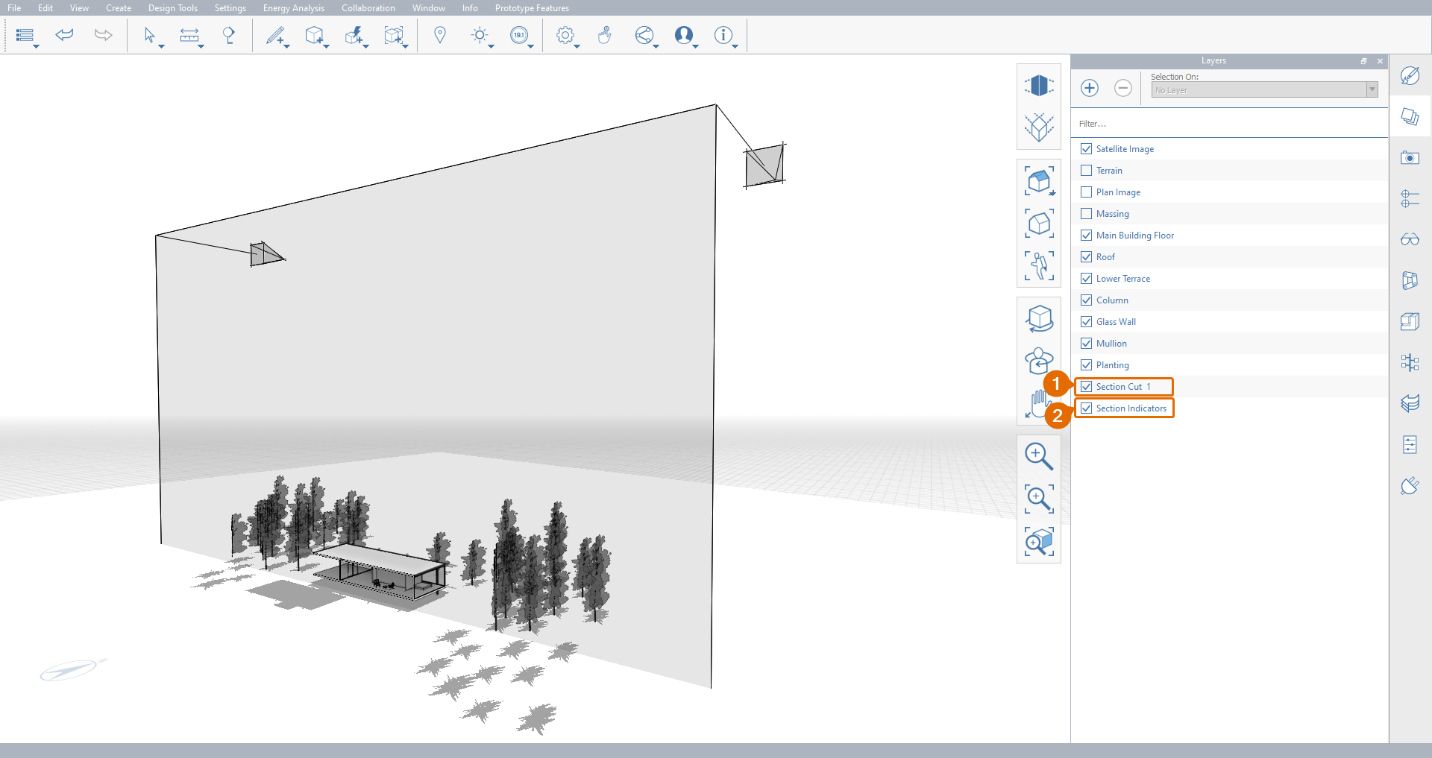 File Edit View Create Design Tools Settings Energy Analysis Collaboration Window Info Prototype Features
191
Layers
Selection On:
No Layer
Filter...
Satellite Image
Terrain
Plan Image
Massing
Main Building Floor
Roof
Lower Terrace
Column
Glass Wall
Mullion
Planting
1 Section Cut 1
2 Section Indicators